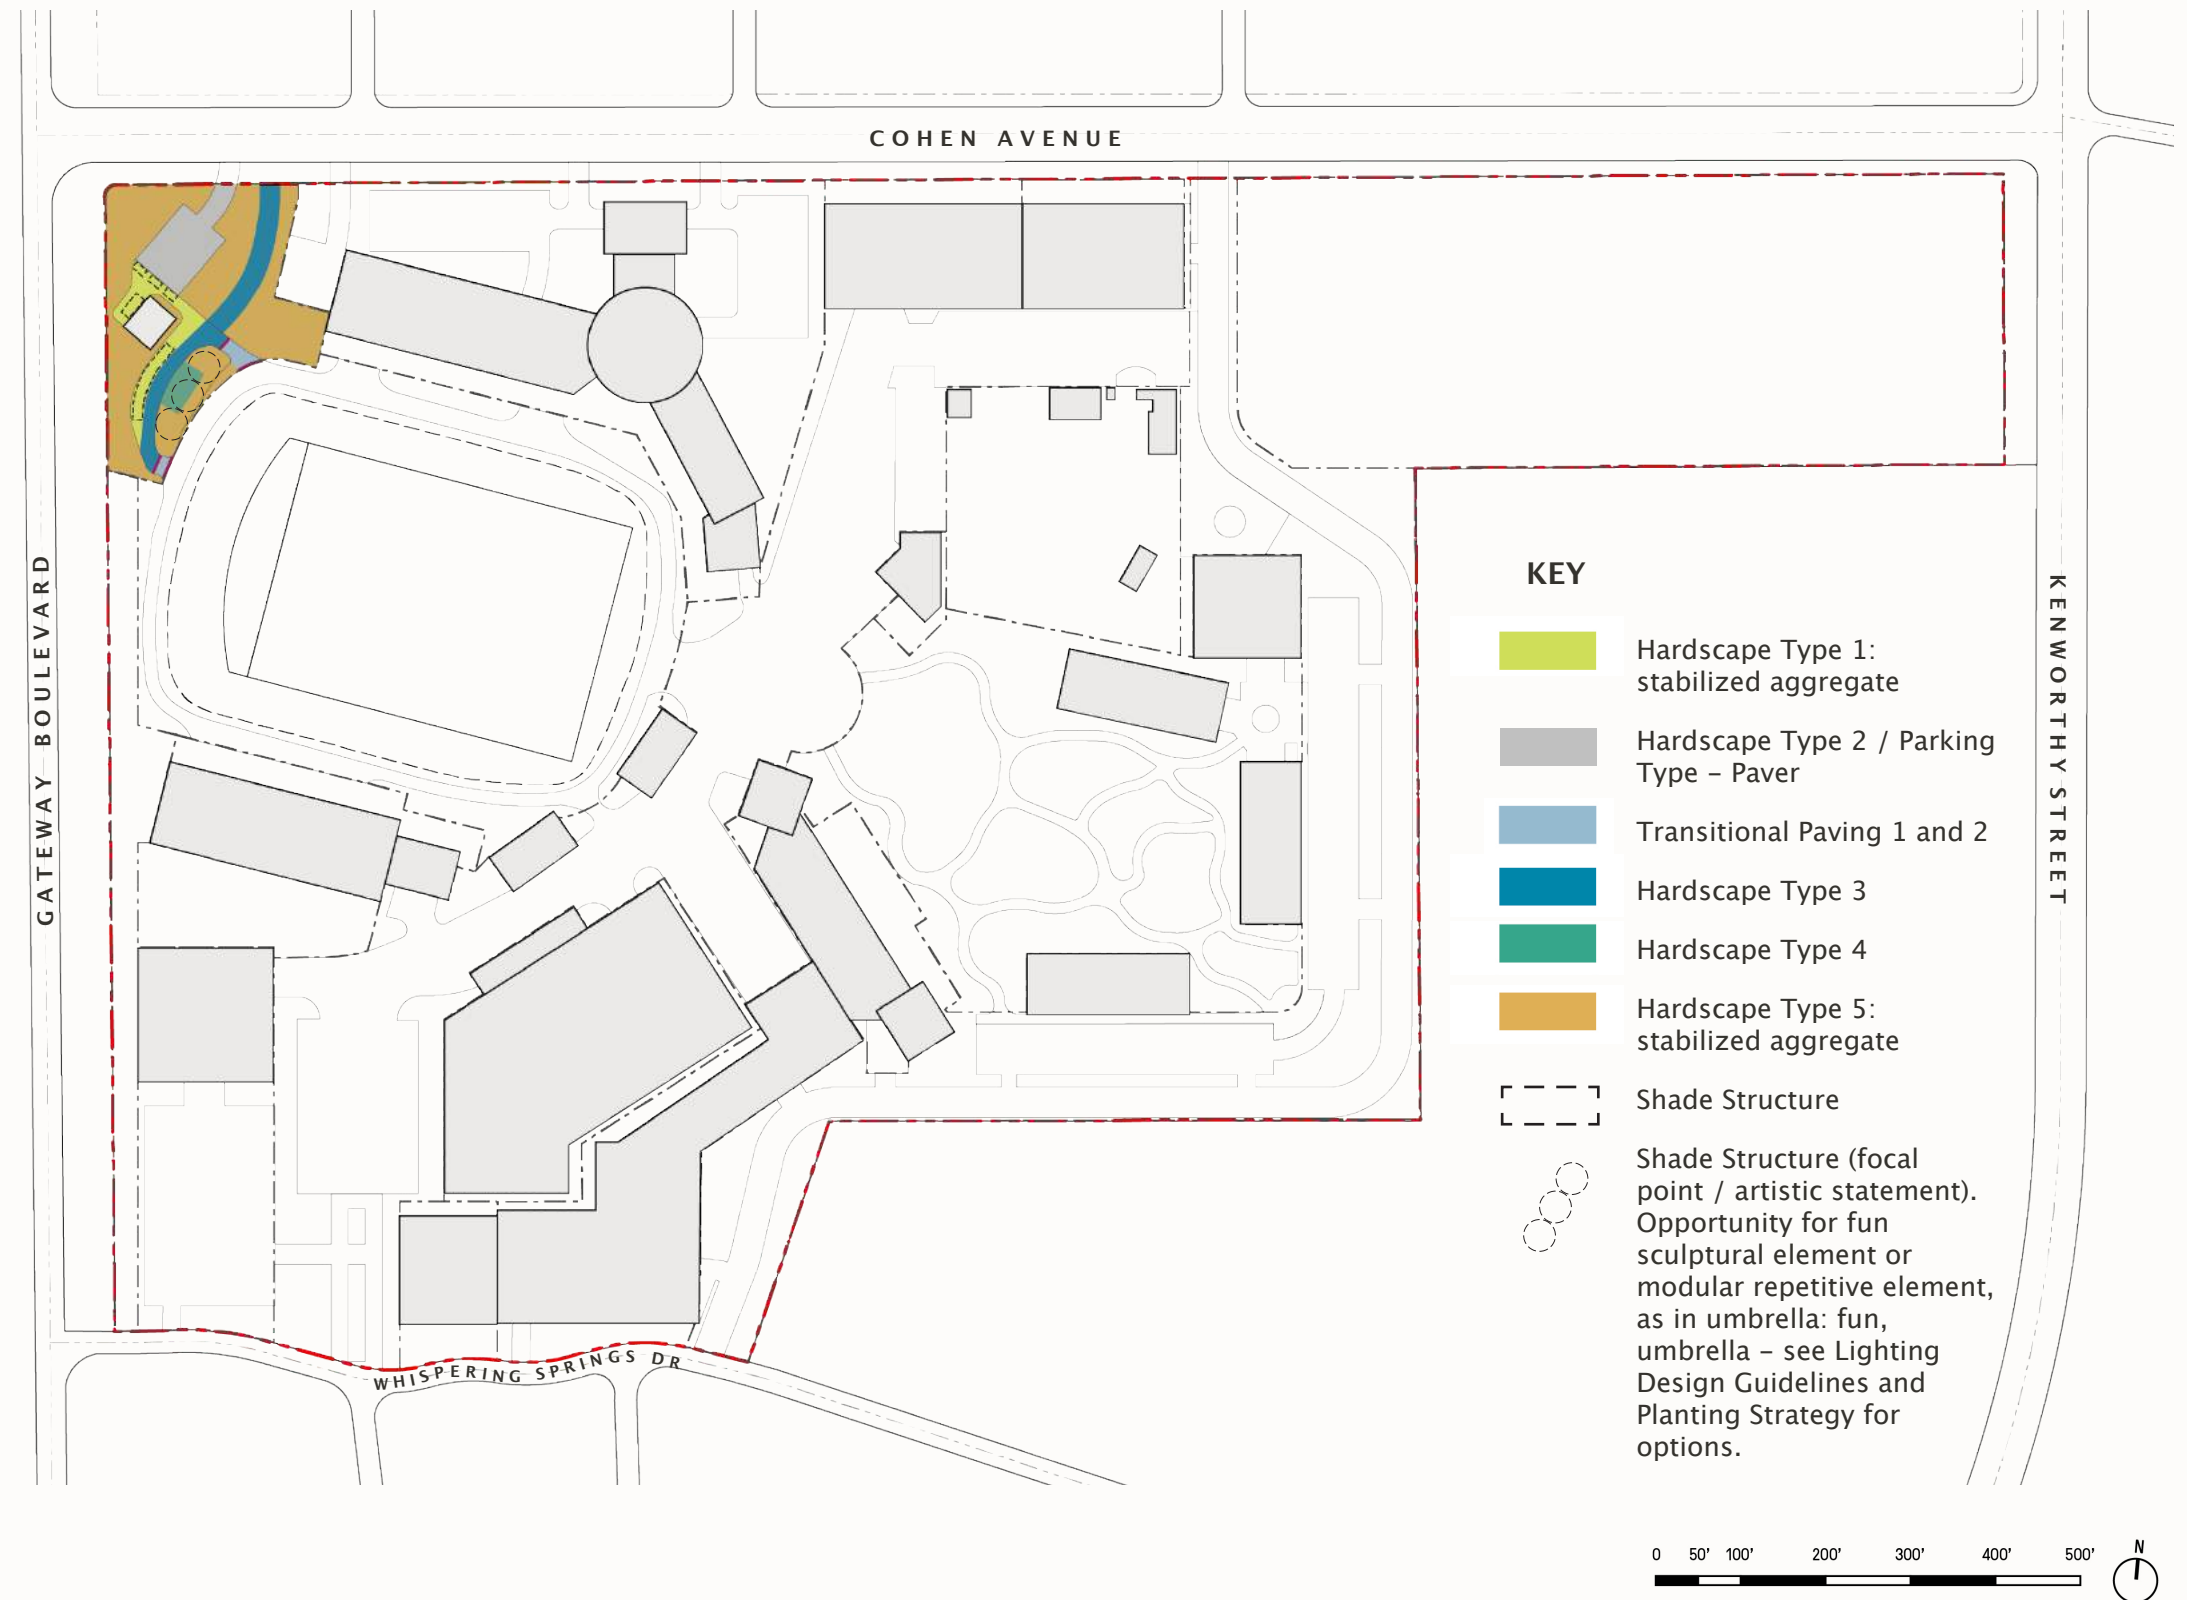 COHEN AVENUE
GATEWAY BOULEVARD
KENWORTHY STREET
WHISPERING SPRINGS DR
KEY
Hardscape Type 1:
stabilized aggregate
Hardscape Type 2 / Parking
Type – Paver
Transitional Paving 1 and 2
Hardscape Type 3
Hardscape Type 4
Hardscape Type 5:
stabilized aggregate
Shade Structure
Shade Structure (focal
point / artistic statement).
Opportunity for fun
sculptural element or
modular repetitive element,
as in umbrella: fun,
umbrella – see Lighting
Design Guidelines and
Planting Strategy for
options.
0 50' 100' 200' 300' 400' 500'
N